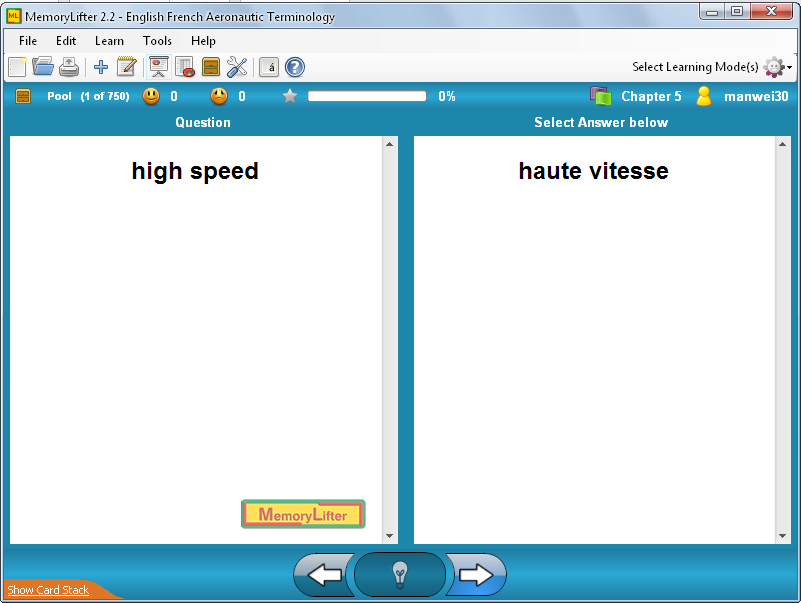 ML MemoryLifter 2.2 - English French Aeronautic Terminology
File Edit Learn Tools Help
á ? Select Learning Mode(s)
Pool (1 of 750) 0 0 0% Chapter 5 manwei30
Question Select Answer below
high speed haute vitesse
MemoryLifter
Show Card Stack